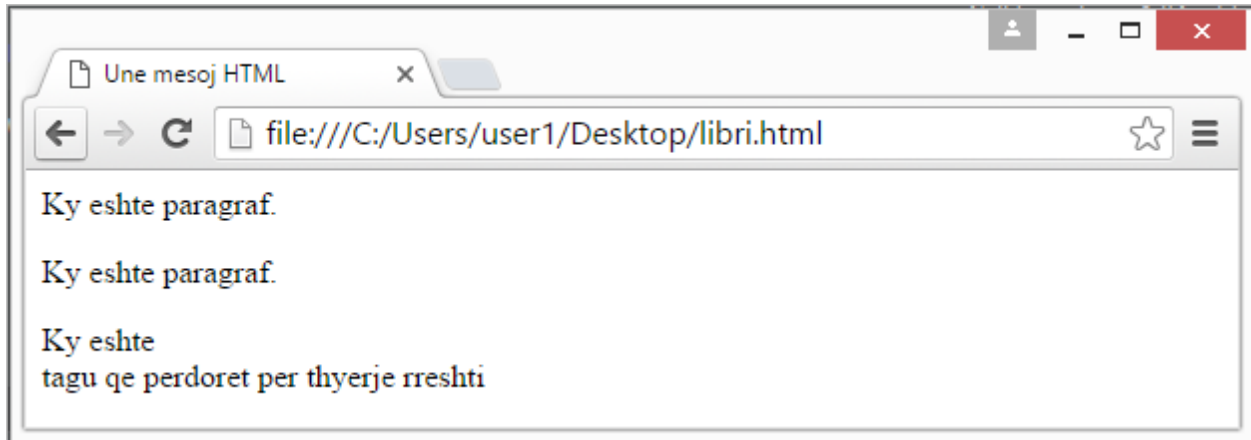 Une mesoj HTML
file:///C:/Users/user1/Desktop/libri.html
Ky eshte paragraf.
Ky eshte paragraf.
Ky eshte
tagu qe perdoret per thyerje rreshti